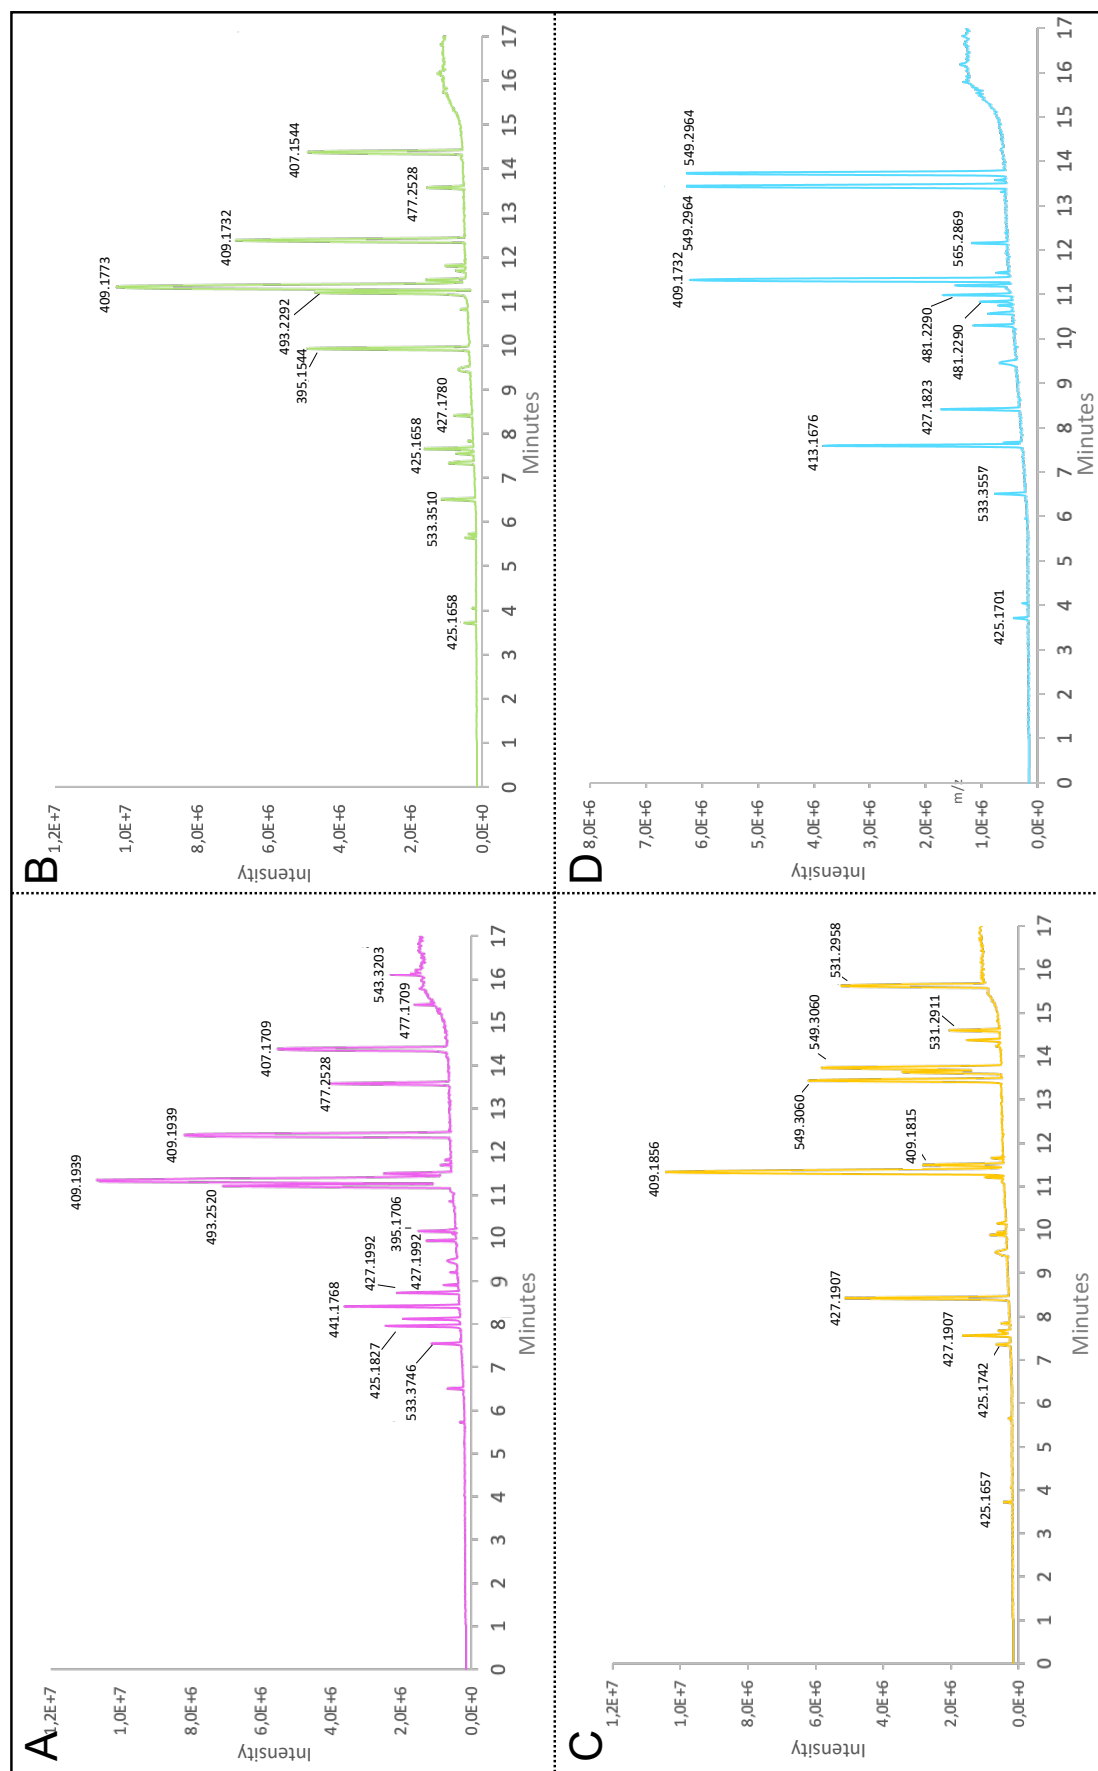 A
Intensity
1,2E+7
1,0E+7
8,0E+6
6,0E+6
4,0E+6
2,0E+6
0,0E+0
0 1 2 3 4 5 6 7 8 9 10 11 12 13 14 15 16 17
Minutes
533.3746
425.1827
441.1768
427.1992
427.1992
395.1706
493.2520
409.1939
409.1939
477.2528
407.1709
477.1709
543.3203
B
Intensity
1,2E+7
1,0E+7
8,0E+6
6,0E+6
4,0E+6
2,0E+6
0,0E+0
0 1 2 3 4 5 6 7 8 9 10 11 12 13 14 15 16 17
Minutes
425.1658
533.3510
425.1658
427.1780
395.1544
493.2292
409.1773
409.1732
477.2528
407.1544
C
Intensity
1,2E+7
1,0E+7
8,0E+6
6,0E+6
4,0E+6
2,0E+6
0,0E+0
0 1 2 3 4 5 6 7 8 9 10 11 12 13 14 15 16 17
Minutes
425.1657
425.1742
427.1907
427.1907
409.1856
409.1815
549.3060
549.3060
531.2911
531.2958
D
Intensity
8,0E+6
6,0E+6
4,0E+6
2,0E+6
m/
1,0E+6
0,0E+0
0 1 2 3 4 5 6 7 8 9 10 11 12 13 14 15 16 17
Minutes
425.1701
533.3557
413.1676
427.1823
481.2290
481.2290
409.1732
565.2869
549.2964
549.2964